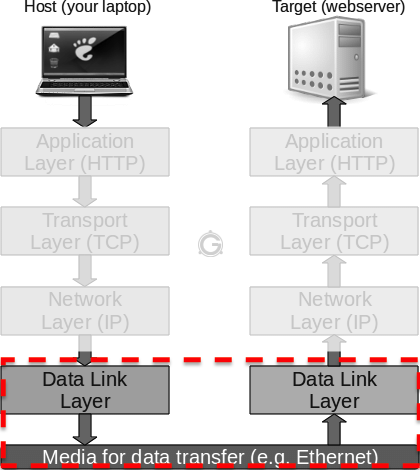 Host (your laptop)
Target (webserver)
Application
Layer (HTTP)
Application
Layer (HTTP)
Transport
Layer (TCP)
Transport
Layer (TCP)
G
Network
Layer (IP)
Network
Layer (IP)
Data Link
Layer
Data Link
Layer
Media for data transfer (e.g. Ethernet)